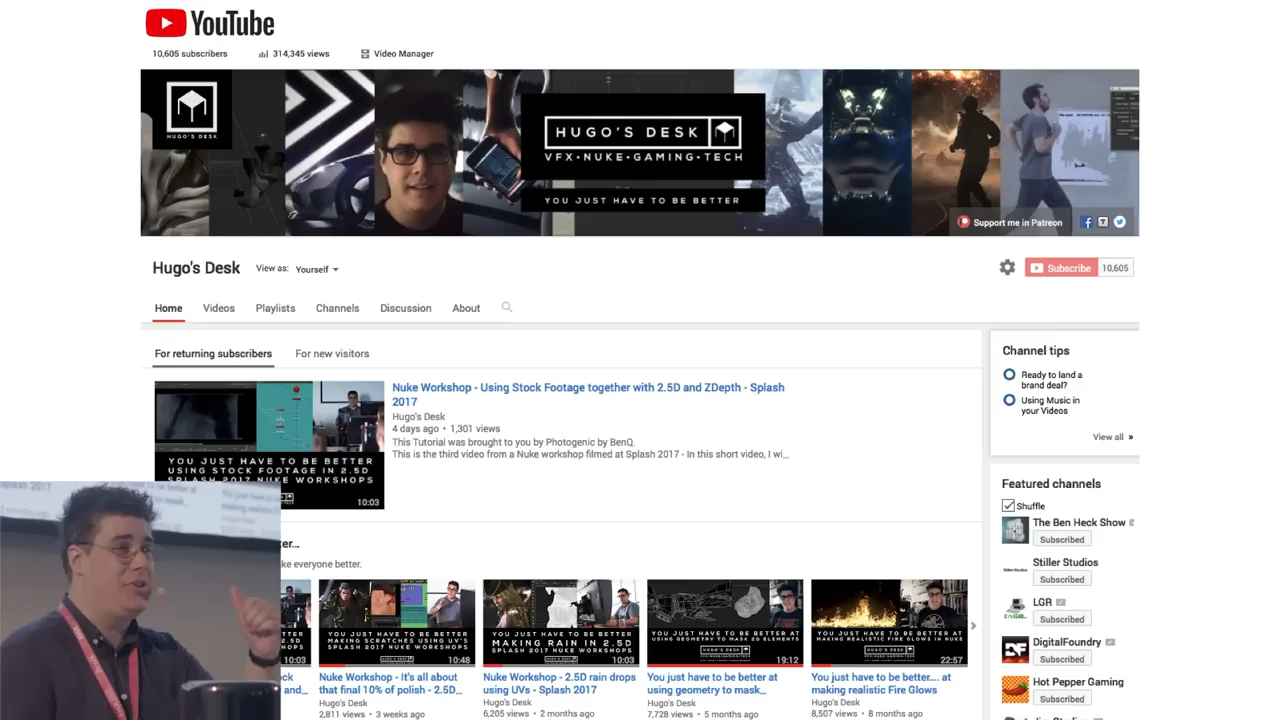 YouTube
10,605 subscribers
314,345 views
Video Manager
HUGO'S DESK
HUGO'S DESK
VFX•NUKE•GAMING•TECH
YOU JUST HAVE TO BE BETTER
Support me in Patreon
Hugo's Desk
View as:
Yourself
Subscribe
10,605
Home
Videos
Playlists
Channels
Discussion
About
For returning subscribers
For new visitors
Nuke Workshop - Using Stock Footage together with 2.5D and ZDepth - Splash
2017
Hugo's Desk
4 days ago • 1,301 views
This Tutorial was brought to you by Photogenic by BenQ.
This is the third video from a Nuke workshop filmed at Splash 2017 - In this short video, I wi...
YOU JUST HAVE TO BE BETTER
USING STOCK FOOTAGE IN 2.5D
SPLASH 2017 NUKE WORKSHOPS
10:03
Channel tips
Ready to land a
brand deal?
Using Music in
your Videos
View all »
Featured channels
Shuffle
The Ben Heck Show
Subscribed
Stiller Studios
Subscribed
LGR
Subscribed
DigitalFoundry
Subscribed
Hot Pepper Gaming
Subscribed
ter...
ke everyone better.
10:03
ock
and...
YOU JUST HAVE TO BE BETTER
MAKING SCRATCHES USING UV'S
SPLASH 2017 NUKE WORKSHOPS
10:48
Nuke Workshop - It's all about
that final 10% of polish - 2.5D...
Hugo's Desk
2,811 views • 3 weeks ago
YOU JUST HAVE TO BE BETTER
MAKING RAIN IN 2.5D
SPLASH 2017 NUKE WORKSHOPS
10:03
Nuke Workshop - 2.5D rain drops
using UVs - Splash 2017
Hugo's Desk
6,205 views • 2 months ago
YOU JUST HAVE TO BE BETTER AT
USING GEOMETRY TO MASK 2D ELEMENTS
HUGO'S DESK
19:12
You just have to be better at
using geometry to mask...
Hugo's Desk
7,728 views • 5 months ago
YOU JUST HAVE TO BE BETTER AT
MAKING REALISTIC FIRE GLOWS IN NUKE
HUGO'S DESK
22:57
You just have to be better.... at
making realistic Fire Glows
Hugo's Desk
8,507 views • 8 months ago